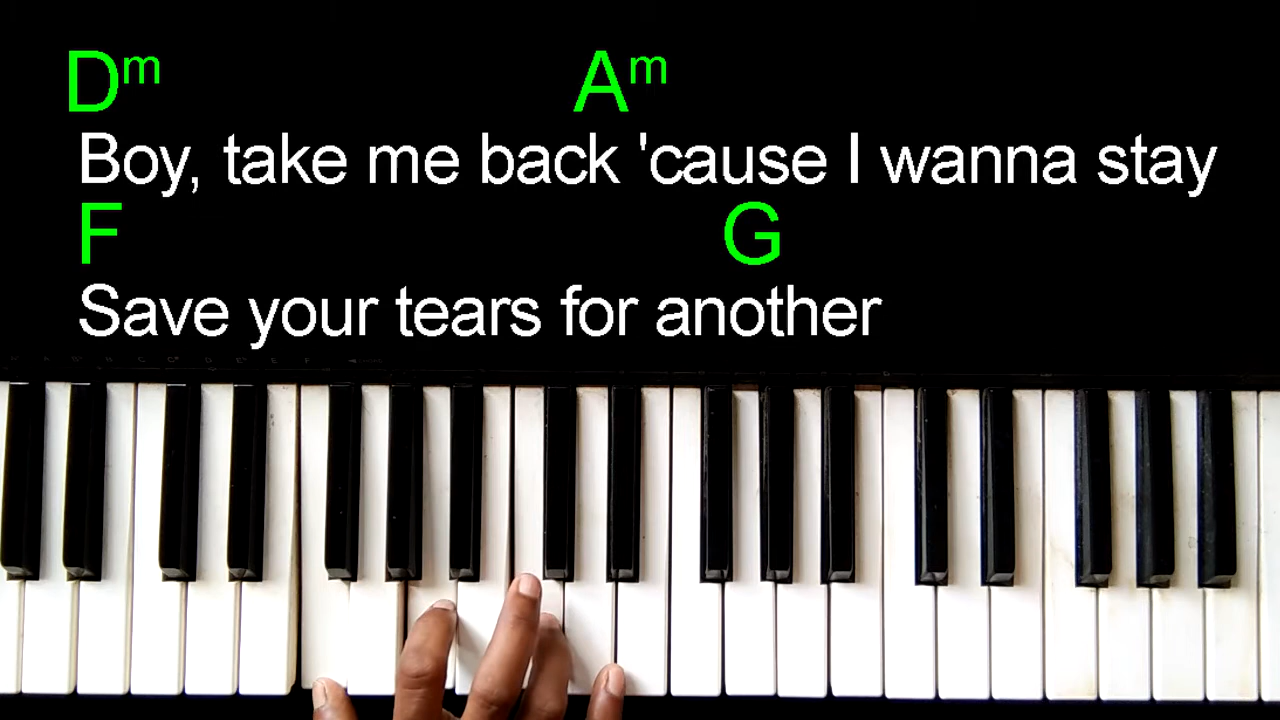 Dm Am
Boy, take me back 'cause I wanna stay
F G
Save your tears for another